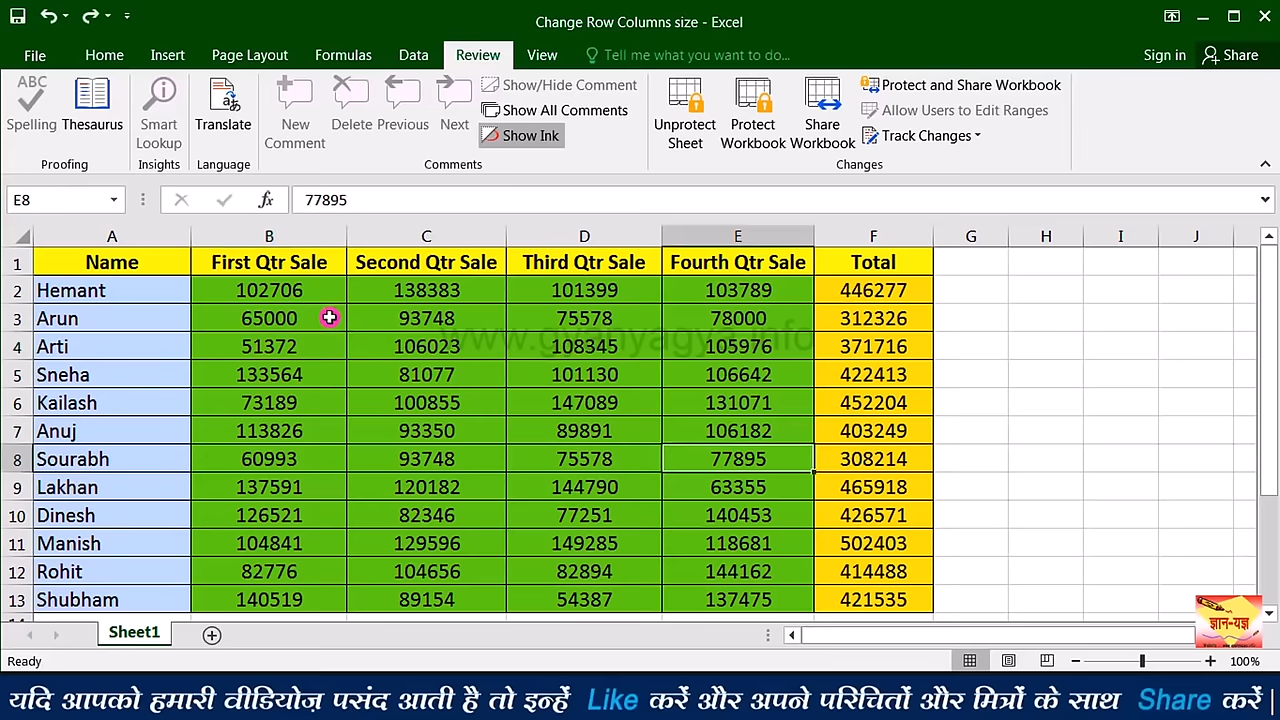 Change Row Columns size - Excel
File Home Insert Page Layout Formulas Data Review View Tell me what you want to do... Sign in Share
ABC Spelling Thesaurus Smart Lookup Translate New Comment Delete Previous Next
Show/Hide Comment
Show All Comments
Show Ink
Unprotect Sheet Protect Workbook Share Workbook
Protect and Share Workbook
Allow Users to Edit Ranges
Track Changes
Proofing Insights Language Comments Changes
E8 fx 77895
A B C D E F G H I J
1 Name First Qtr Sale Second Qtr Sale Third Qtr Sale Fourth Qtr Sale Total
2 Hemant 102706 138383 101399 103789 446277
3 Arun 65000 93748 75578 78000 312326
www.gyanyagya.info
4 Arti 51372 106023 108345 105976 371716
5 Sneha 133564 81077 101130 106642 422413
6 Kailash 73189 100855 147089 131071 452204
7 Anuj 113826 93350 89891 106182 403249
8 Sourabh 60993 93748 75578 77895 308214
9 Lakhan 137591 120182 144790 63355 465918
10 Dinesh 126521 82346 77251 140453 426571
11 Manish 104841 129596 149285 118681 502403
12 Rohit 82776 104656 82894 144162 414488
13 Shubham 140519 89154 54387 137475 421535
Sheet1
ज्ञान-यज्ञ
Ready 100%
यदि आपको हमारी वीडियोज़ पसंद आती है तो इन्हें Like करें और अपने परिचितों और मित्रों के साथ Share करें |